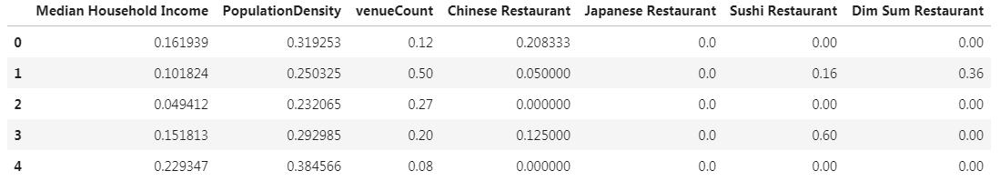 Median Household Income PopulationDensity venueCount Chinese Restaurant Japanese Restaurant Sushi Restaurant Dim Sum Restaurant
0 0.161939 0.319253 0.12 0.208333 0.0 0.00 0.00
1 0.101824 0.250325 0.50 0.050000 0.0 0.16 0.36
2 0.049412 0.232065 0.27 0.000000 0.0 0.00 0.00
3 0.151813 0.292985 0.20 0.125000 0.0 0.60 0.00
4 0.229347 0.384566 0.08 0.000000 0.0 0.00 0.00